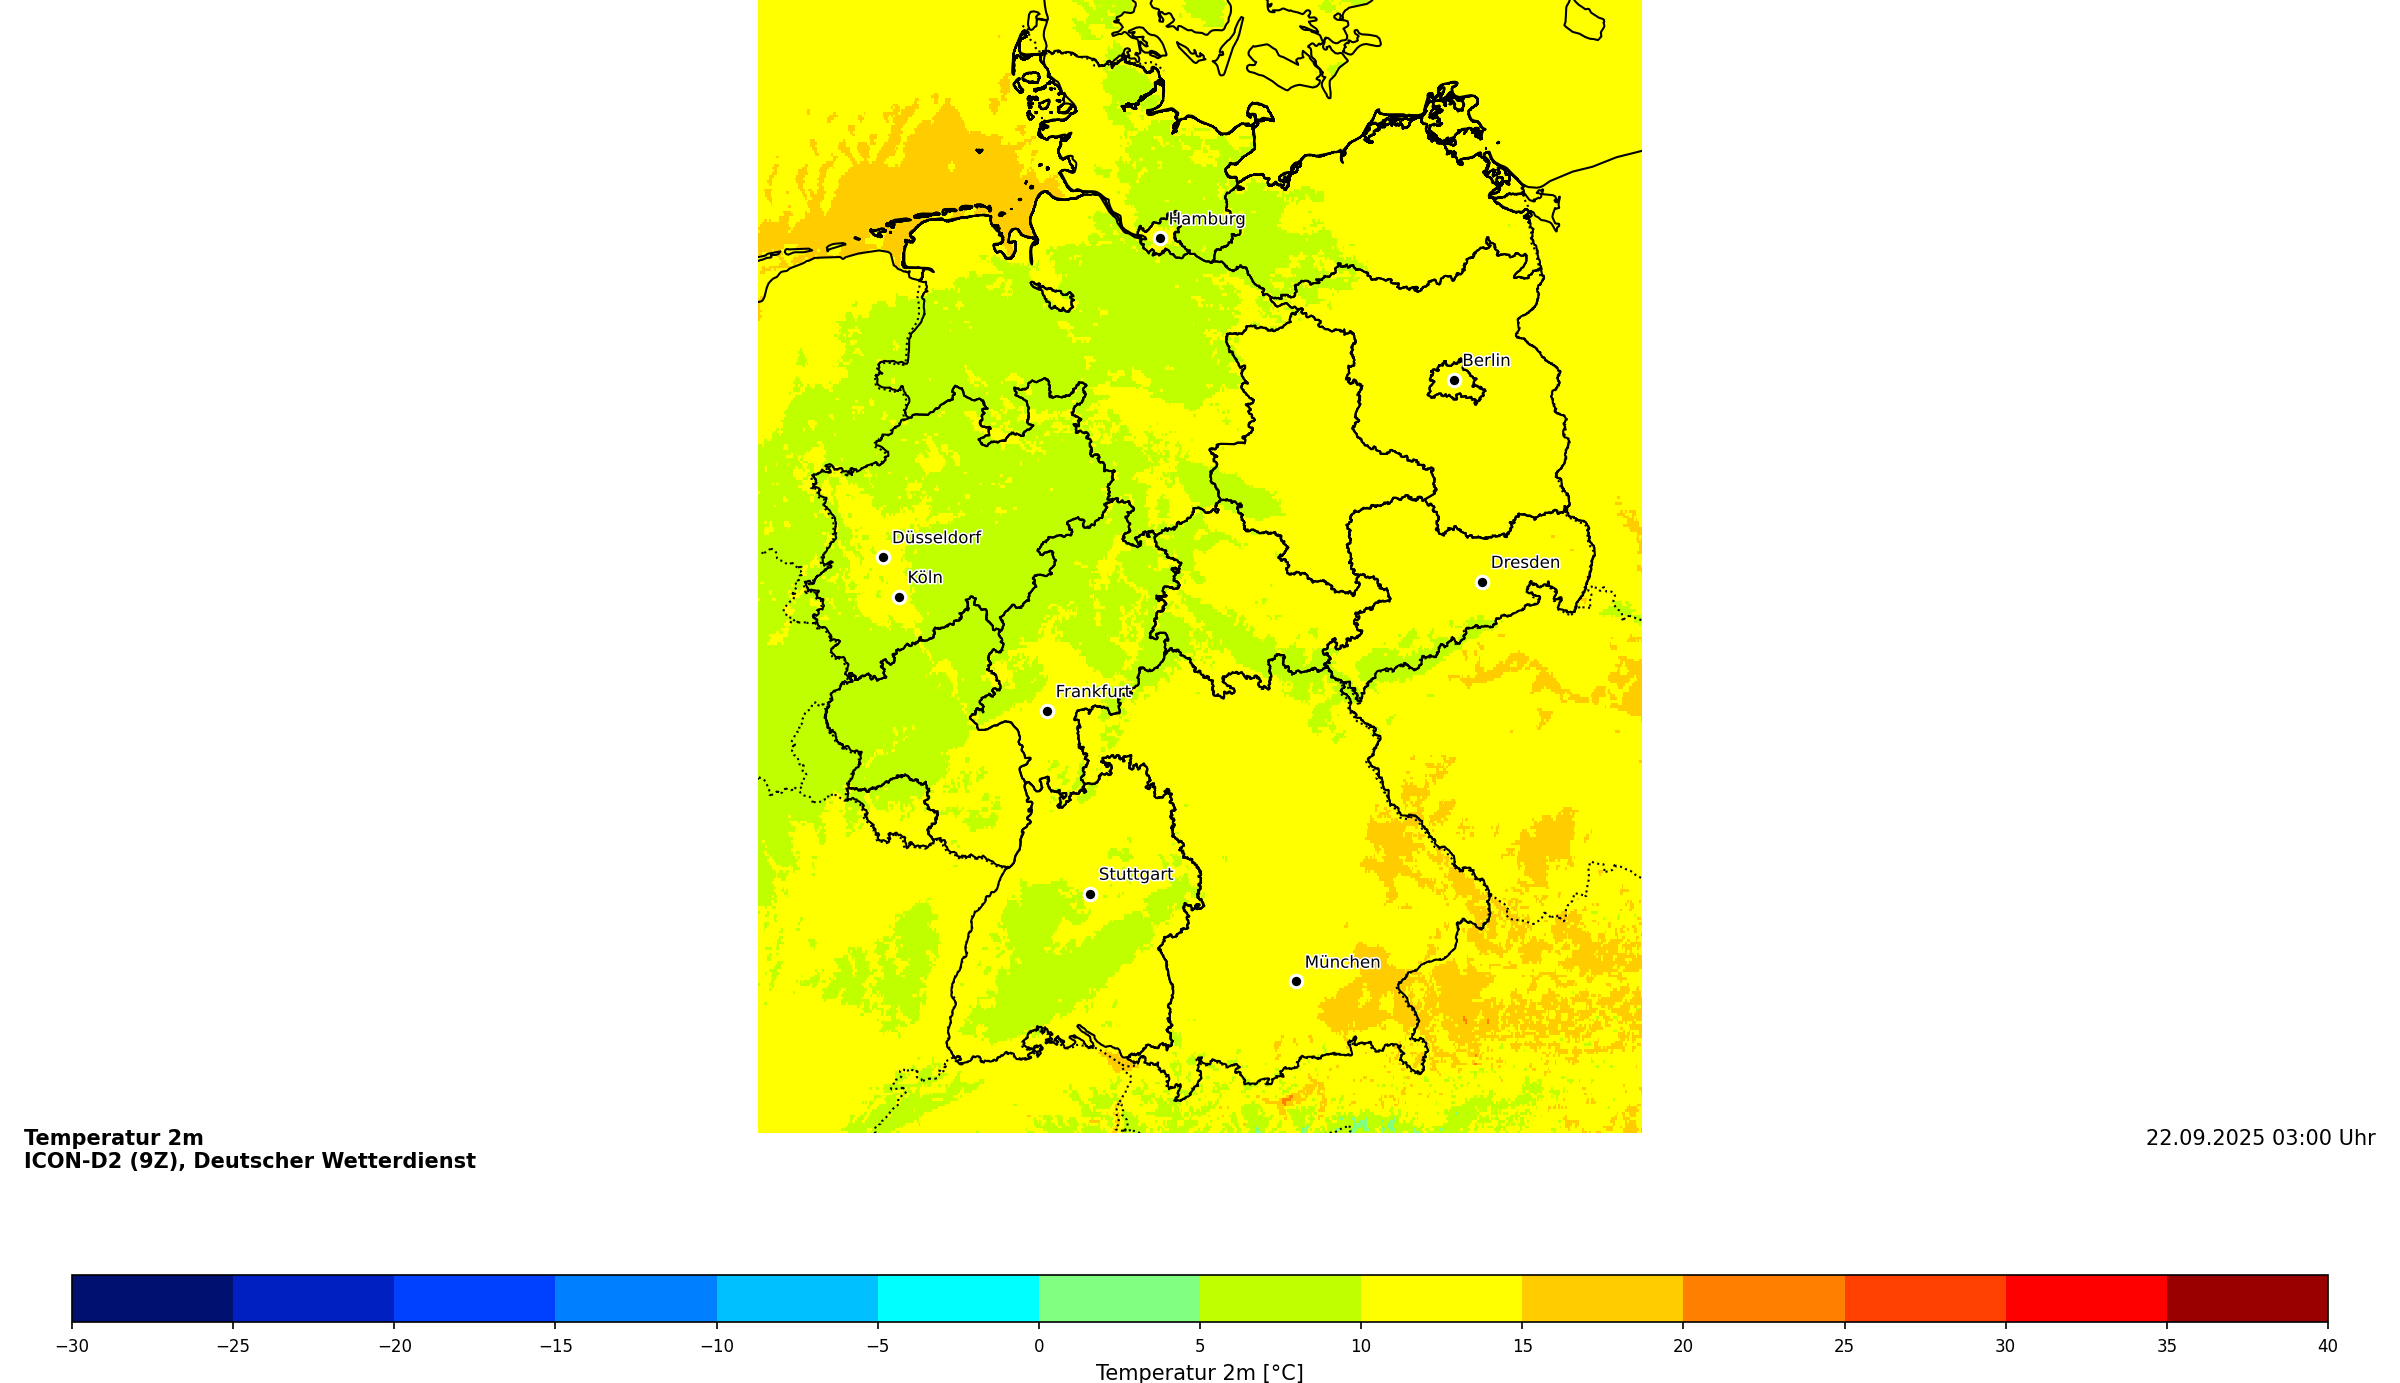 Hamburg
Berlin
Düsseldorf
Dresden
Köln
Frankfurt
Stuttgart
München
Temperatur 2m
ICON-D2 (9Z), Deutscher Wetterdienst
22.09.2025 03:00 Uhr
−30 −25 −20 −15 −10 −5 0 5 10 15 20 25 30 35 40
Temperatur 2m [°C]